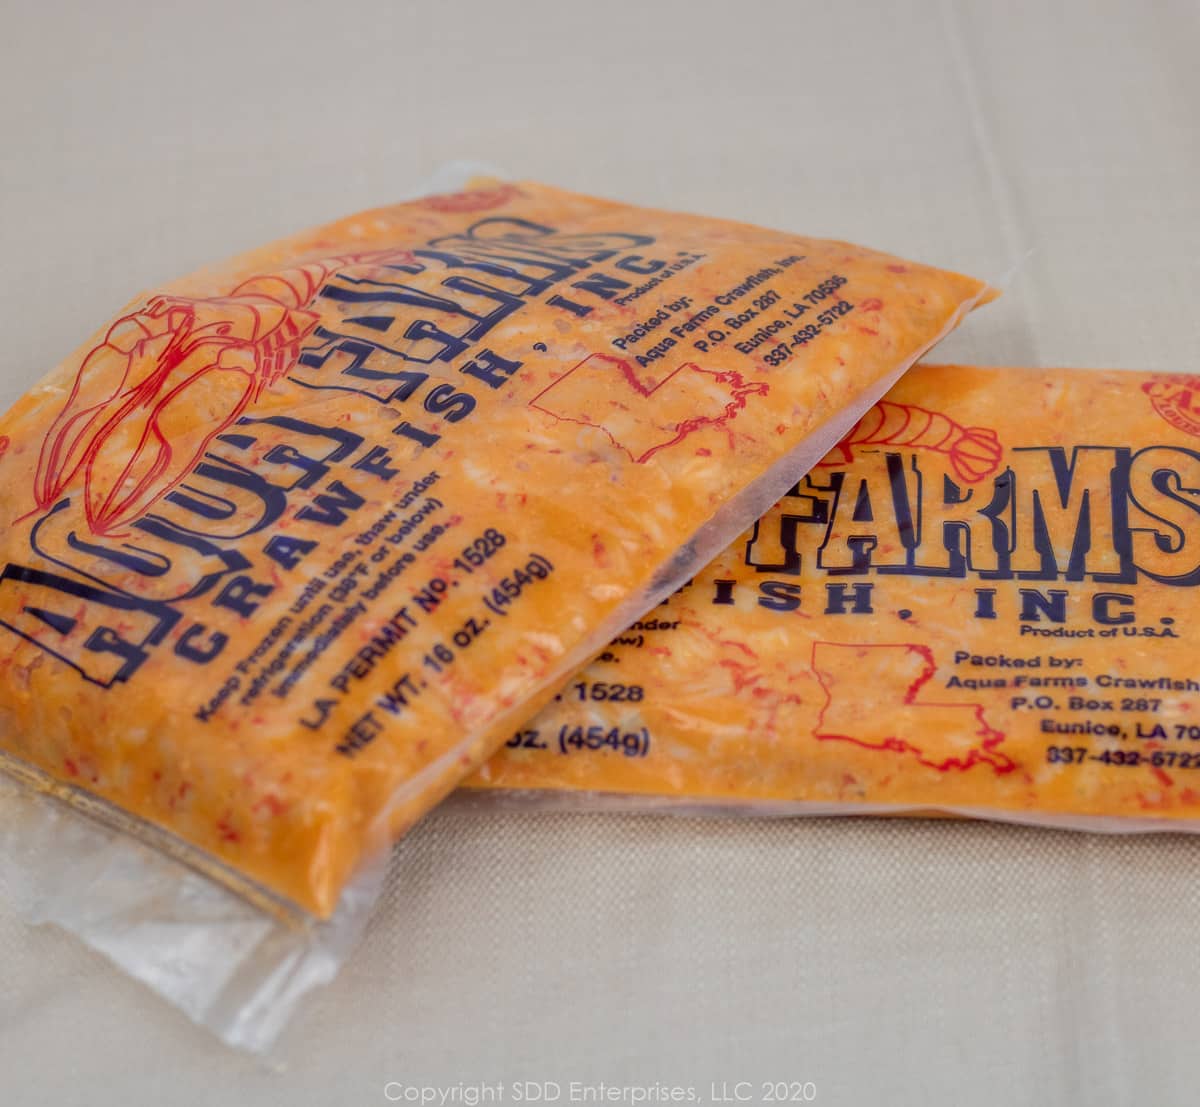 AQUA FARMS
CRAWFISH, INC.
Product of U.S.A.
Packed by:
Aqua Farms Crawfish, Inc.
P.O. Box 287
Eunice, LA 70535
337-432-5722
Keep Frozen until use, thaw under
refrigeration (38°F or below)
immediately before use.
LA PERMIT NO. 1528
NET WT. 16 oz. (454g)
FARMS
FISH, INC.
Product of U.S.A.
Packed by:
Aqua Farms Crawfish
P.O. Box 287
Eunice, LA 70
337-432-5722
under
ow)
e.
. 1528
oz. (454g)
Copyright SDD Enterprises, LLC 2020